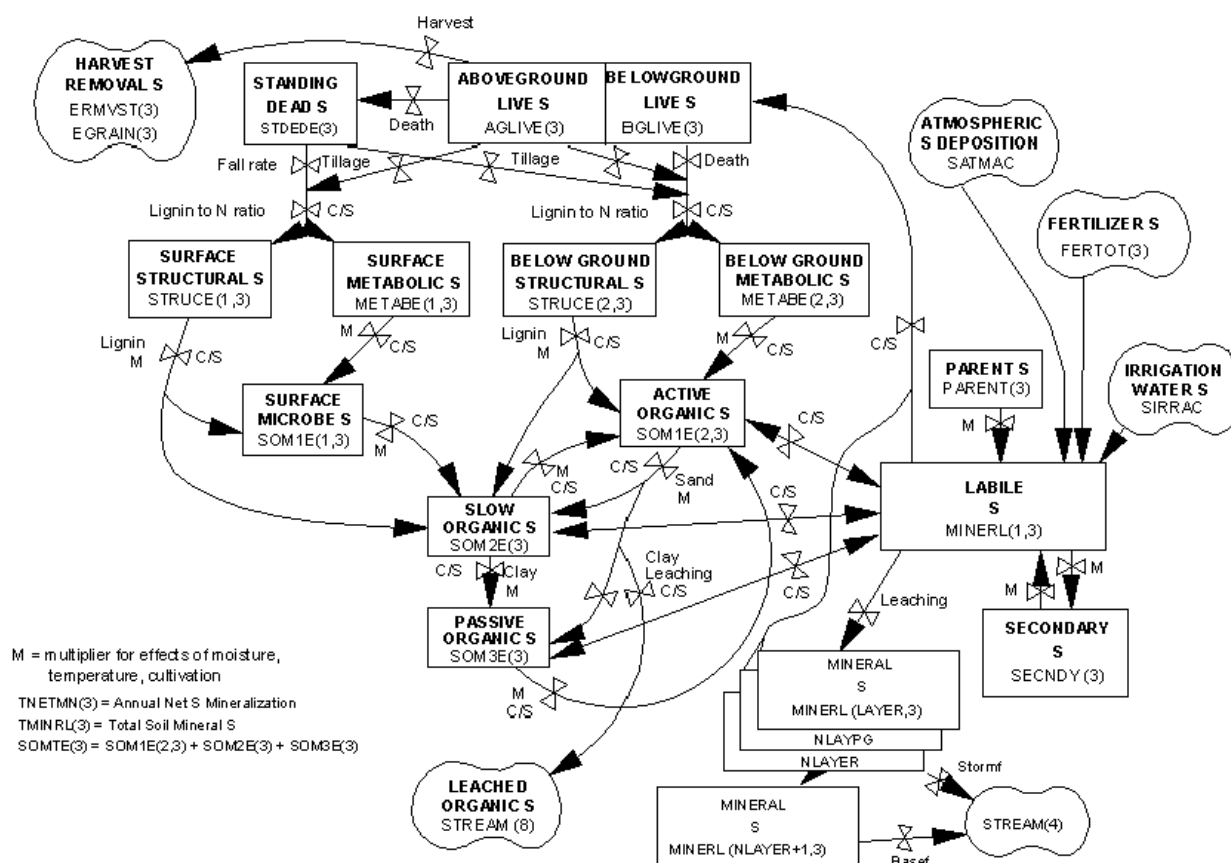 Harvest
HARVEST
REMOVAL S
ERMVST(3)
EGRAIN(3)
STANDING
DEAD S
STDEDE(3)
Death
ABOVEGROUND
LIVE S
AGLIVE(3)
BELOWGROUND
LIVE S
BGLIVE(3)
ATMOSPHERIC
S DEPOSITION
SATMAC
Fall rate
Tillage
Tillage
Death
FERTILIZER S
FERTOT(3)
Lignin to N ratio
C/S
Lignin to N ratio
C/S
SURFACE
STRUCTURAL S
STRUCE(1,3)
SURFACE
METABOLIC S
METABE(1,3)
BELOW GROUND
STRUCTURAL S
STRUCE(2,3)
BELOW GROUND
METABOLIC S
METABE(2,3)
Lignin
M
C/S
M
C/S
Lignin
M
C/S
M
C/S
C/S
PARENT S
PARENT(3)
M
IRRIGATION
WATER S
SIRRAC
SURFACE
MICROBE S
SOM1E(1,3)
C/S
M
ACTIVE
ORGANIC S
SOM1E(2,3)
C/S
M
C/S
C/S
Sand
M
C/S
LABILE
S
MINERL(1,3)
SLOW
ORGANIC S
SOM2E(3)
C/S
Clay
M
Clay
Leaching
C/S
C/S
Leaching
M
M
PASSIVE
ORGANIC S
SOM3E(3)
SECONDARY
S
SECNDY(3)
M
C/S
M = multiplier for effects of moisture,
temperature, cultivation
TNETMN(3) = Annual Net S Mineralization
TMINRL(3) = Total Soil Mineral S
SOMTE(3) = SOM1E(2,3) + SOM2E(3) + SOM3E(3)
MINERAL
S
MINERL(LAYER,3)
NLAYPG
NLAYER
LEACHED
ORGANIC S
STREAM (8)
MINERAL
S
MINERL (NLAYER+1,3)
Stormf
Basef
STREAM(4)